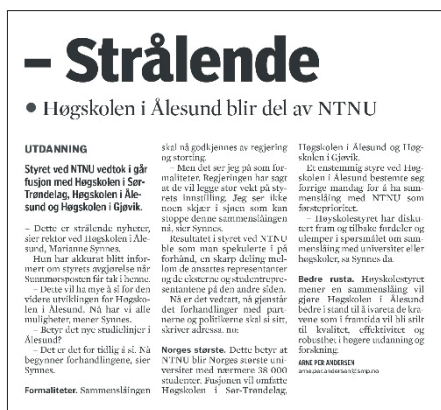 – Strålende
• Høgskolen i Ålesund blir del av NTNU
UTDANNING
Styret ved NTNU vedtok i går
fusjon med Høgskolen i Sør-
Trøndelag, Høgskolen i Åle-
sund og Høgskolen i Gjøvik.
– Dette er strålende nyheter,
sier rektor ved Høgskolen i Åle-
sund, Marianne Synnes.
Hun har akkurat blitt infor-
mert om styrets avgjørelse når
Sunnmørsposten får tak i henne.
– Dette vil ha mye å si for den
videre utviklingen for Høgsko-
len i Ålesund. Nå har vi alle
muligheter, mener Synnes.
– Betyr det nye studielinjer i
Ålesund?
– Det er det for tidlig å si. Nå
begynner forhandlingene, sier
Synnes.
Formaliteter. Sammenslåingen
skal nå godkjennes av regjering
og storting.
– Men det ser jeg på som for-
maliteter. Regjeringen har sagt
at de vil legge stor vekt på styr-
ets innstilling. Jeg ser ikke
noen skjær i sjøen som kan
stoppe denne sammenslåingen
nå, sier Synnes.
Resultatet i styret ved NTNU
ble som man spekulerte i på
forhånd, en skarp deling mel-
lom de ansattes representanter
og de eksterne og studentrepre-
sentantene på den andre siden.
Nå er det vedtatt, nå gjenstår
det forhandlinger med part-
nerne og politikerne skal si sitt,
skriver adressa. no:
Norges største. Dette betyr at
NTNU blir Norges største uni-
versitet med nærmere 38 000
studenter. Fusjonen vil omfatte
Høgskolen i Sør-Trøndelag,
Høgskolen i Ålesund og Høg-
skolen i Gjøvik.
Et enstemmig styre ved Høg-
skolen i Ålesund bestemte seg
forrige mandag for å ha sam-
menslåing med NTNU som
førsteprioritet.
– Høgskolestyret har disku-
tert fram og tilbake fordeler og
ulemper i spørsmålet om sam-
menslåing med universitet eller
høgskoler, sa Synnes da.
Bedre rusta. Høgskolestyret
mener en sammenslåing vil
gjøre Høgskolen i Ålesund
bedre i stand til å ivareta de kra-
vene som i framtida vil bli stilt
til kvalitet, effektivitet og
robusthet i høgere utdanning og
forskning.
ARNE PER ANDERSEN
arne.per.andersen@smp.no